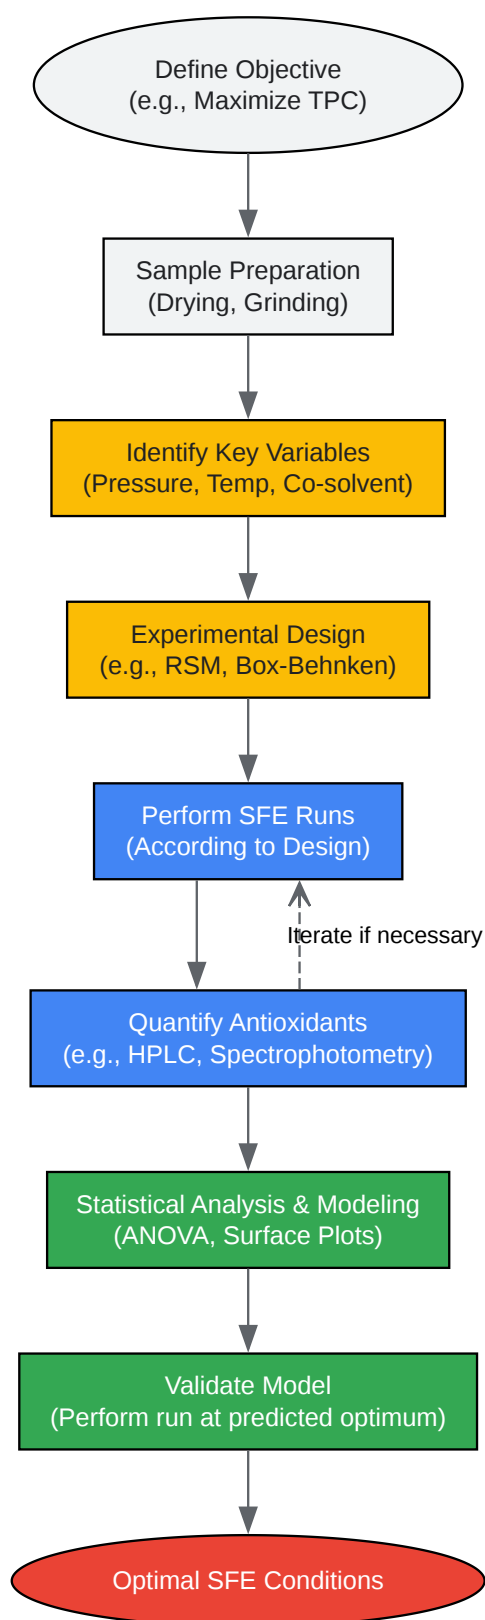 Define Objective
(e.g., Maximize TPC)
Sample Preparation
(Drying, Grinding)
Identify Key Variables
(Pressure, Temp, Co-solvent)
Experimental Design
(e.g., RSM, Box-Behnken)
Perform SFE Runs
(According to Design)
Iterate if necessary
Quantify Antioxidants
(e.g., HPLC, Spectrophotometry)
Statistical Analysis & Modeling
(ANOVA, Surface Plots)
Validate Model
(Perform run at predicted optimum)
Optimal SFE Conditions